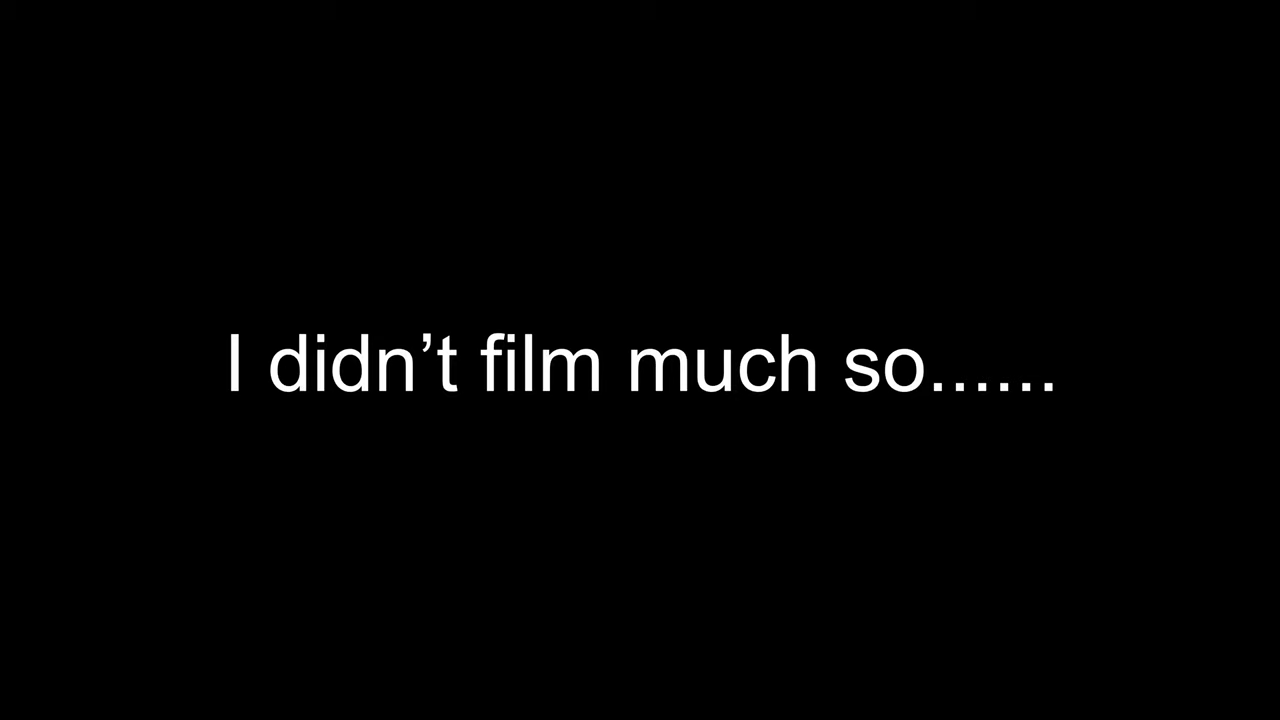 I didn’t film much so......